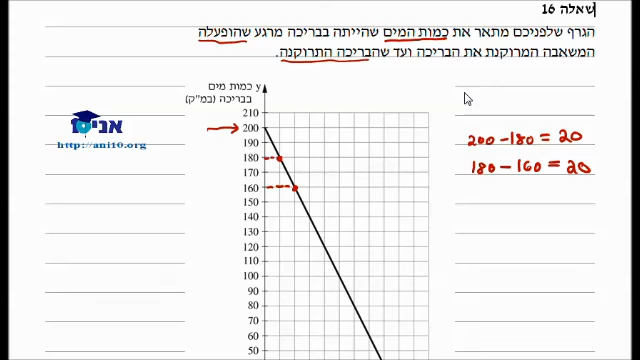 שאלה 16
הגרף שלפניכם מתאר את כמות המים שהייתה בבריכה מרגע שהופעלה
המשאבה המרוקנת את הבריכה ועד שהבריכה התרוקנה.
כמות מים y
בבריכה (במ"ק)
210
200
190
180
170
160
150
140
130
120
110
100
90
80
70
60
50
אני10
http://ani10.org
200 - 180 = 20
180 - 160 = 20